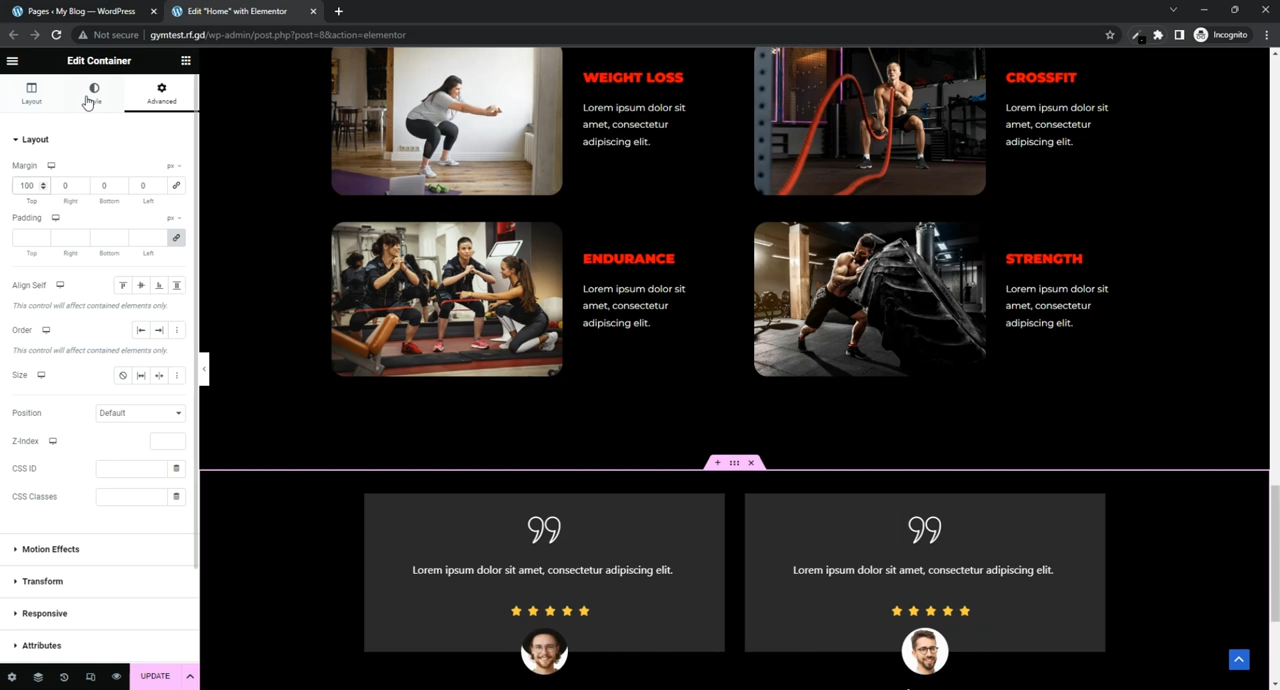 Pages ‹ My Blog — WordPress
Edit "Home" with Elementor
Not secure
gymtest.rf.gd/wp-admin/post.php?post=8&action=elementor
Incognito
Edit Container
Layout
Style
Advanced
Layout
Margin
px
100
0
0
0
Top
Right
Bottom
Left
Padding
px
Top
Right
Bottom
Left
Align Self
This control will affect contained elements only.
Order
This control will affect contained elements only.
Size
Position
Default
Z-Index
CSS ID
CSS Classes
Motion Effects
Transform
Responsive
Attributes
UPDATE
WEIGHT LOSS
Lorem ipsum dolor sit
amet, consectetur
adipiscing elit.
CROSSFIT
Lorem ipsum dolor sit
amet, consectetur
adipiscing elit.
ENDURANCE
Lorem ipsum dolor sit
amet, consectetur
adipiscing elit.
STRENGTH
Lorem ipsum dolor sit
amet, consectetur
adipiscing elit.
Lorem ipsum dolor sit amet, consectetur adipiscing elit.
Lorem ipsum dolor sit amet, consectetur adipiscing elit.